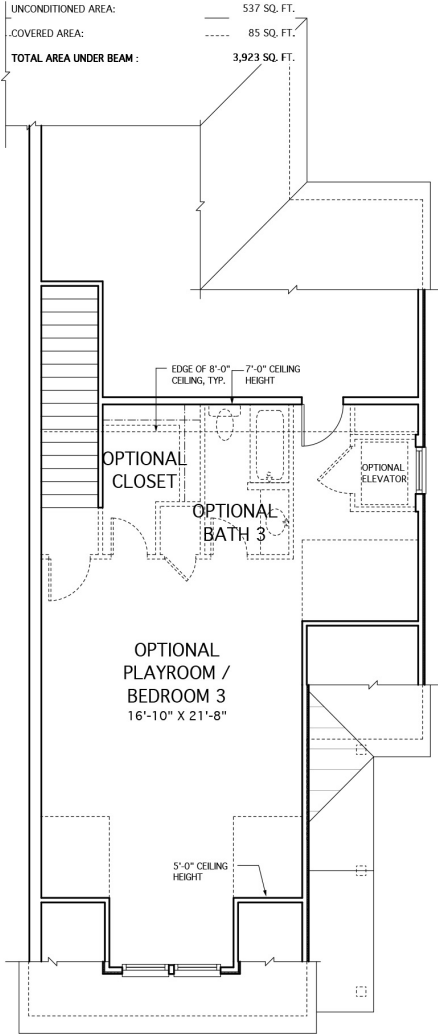 UNCONDITIONED AREA: 537 SQ. FT.
COVERED AREA: 85 SQ. FT.
TOTAL AREA UNDER BEAM : 3,923 SQ. FT.
EDGE OF 8'-0"
CEILING, TYP.
7'-0" CEILING
HEIGHT
OPTIONAL
CLOSET
OPTIONAL
ELEVATOR
OPTIONAL
BATH 3
OPTIONAL
PLAYROOM /
BEDROOM 3
16'-10" X 21'-8"
5'-0" CEILING
HEIGHT